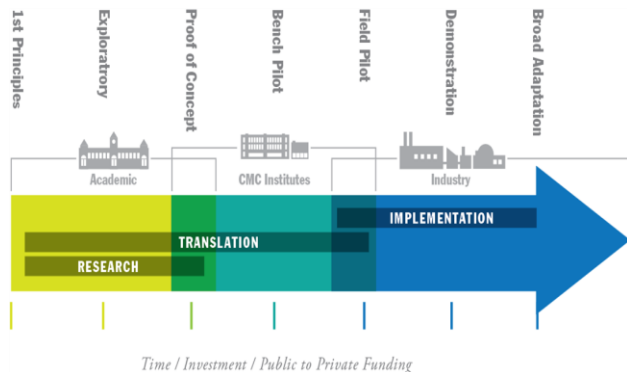 1st Principles
Exploratrory
Proof of Concept
Bench Pilot
Field Pilot
Demonstration
Broad Adaptation
Academic
CMC Institutes
Industry
IMPLEMENTATION
TRANSLATION
RESEARCH
Time / Investment / Public to Private Funding